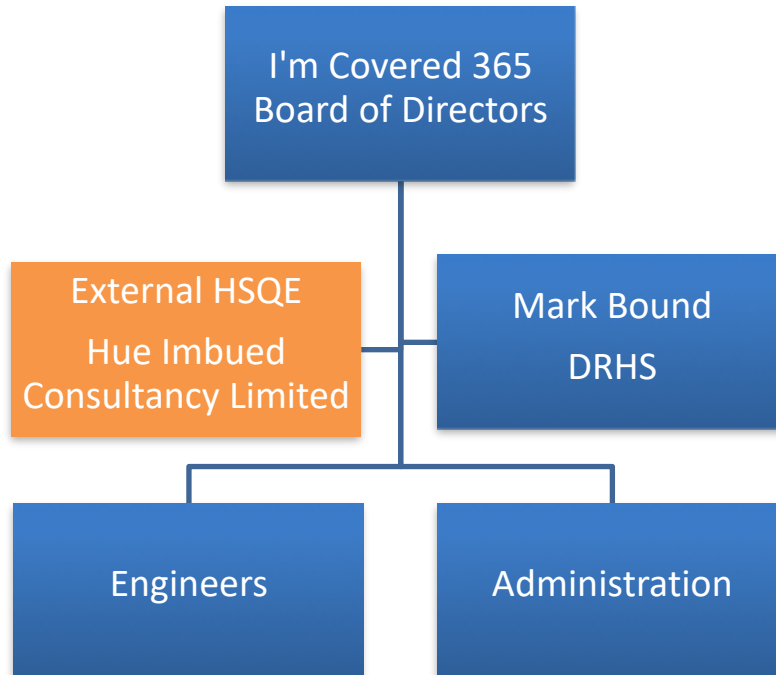 I'm Covered 365
Board of Directors
External HSQE
Hue Imbued
Consultancy Limited
Mark Bound
DRHS
Engineers
Administration